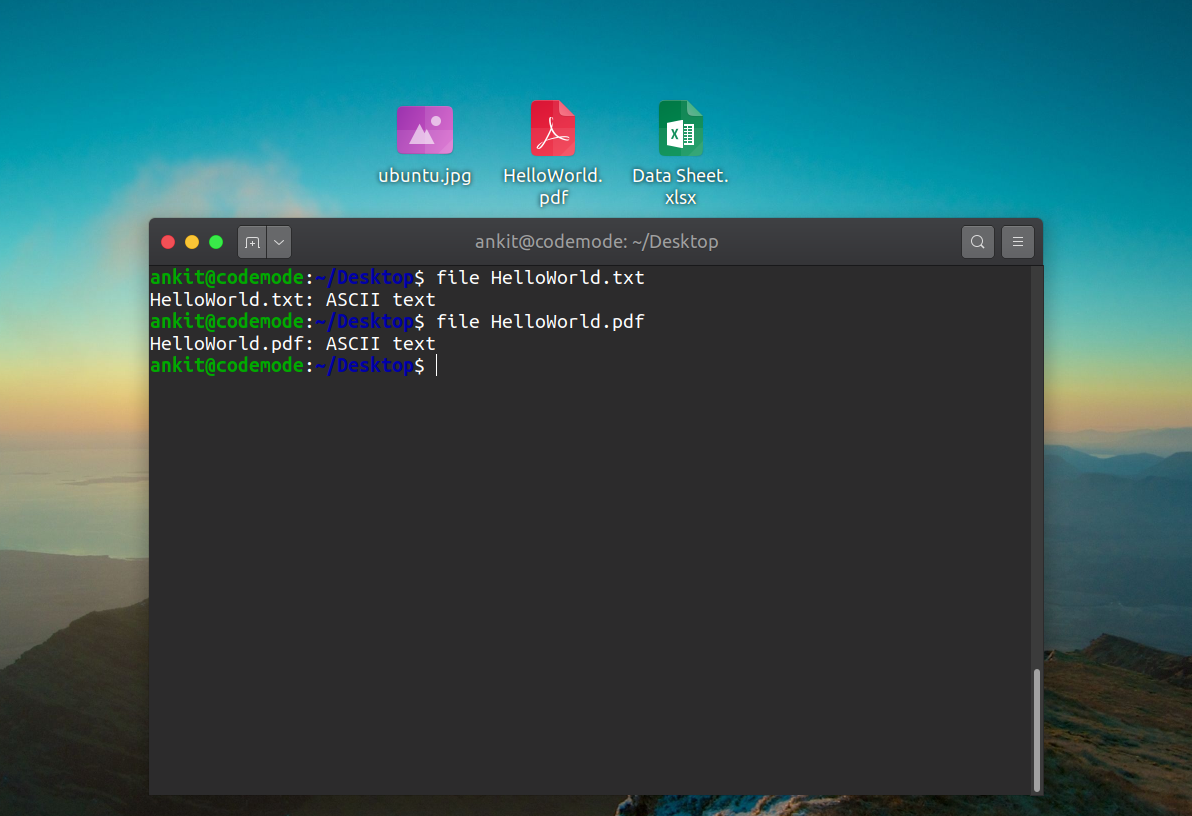 ubuntu.jpg
HelloWorld.
pdf
Data Sheet.
xlsx
ankit@codemode: ~/Desktop
ankit@codemode:~/Desktop$ file HelloWorld.txt
HelloWorld.txt: ASCII text
ankit@codemode:~/Desktop$ file HelloWorld.pdf
HelloWorld.pdf: ASCII text
ankit@codemode:~/Desktop$